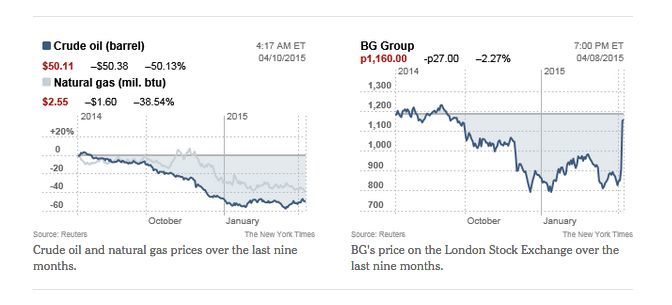 Crude oil (barrel)
4:17 AM ET
$50.11 –$50.38 –50.13%
04/10/2015
Natural gas (mil. btu)
$2.55 –$1.60 –38.54%
2014 2015
+20%
0
-20
-40
-60
October January
Source: Reuters The New York Times
Crude oil and natural gas prices over the last nine
months.
BG Group
7:00 PM ET
p1,160.00 -p27.00 –2.27%
04/08/2015
2014 2015
1,300
1,200
1,100
1,000
900
800
700
October January
Source: Reuters The New York Times
BG's price on the London Stock Exchange over the
last nine months.